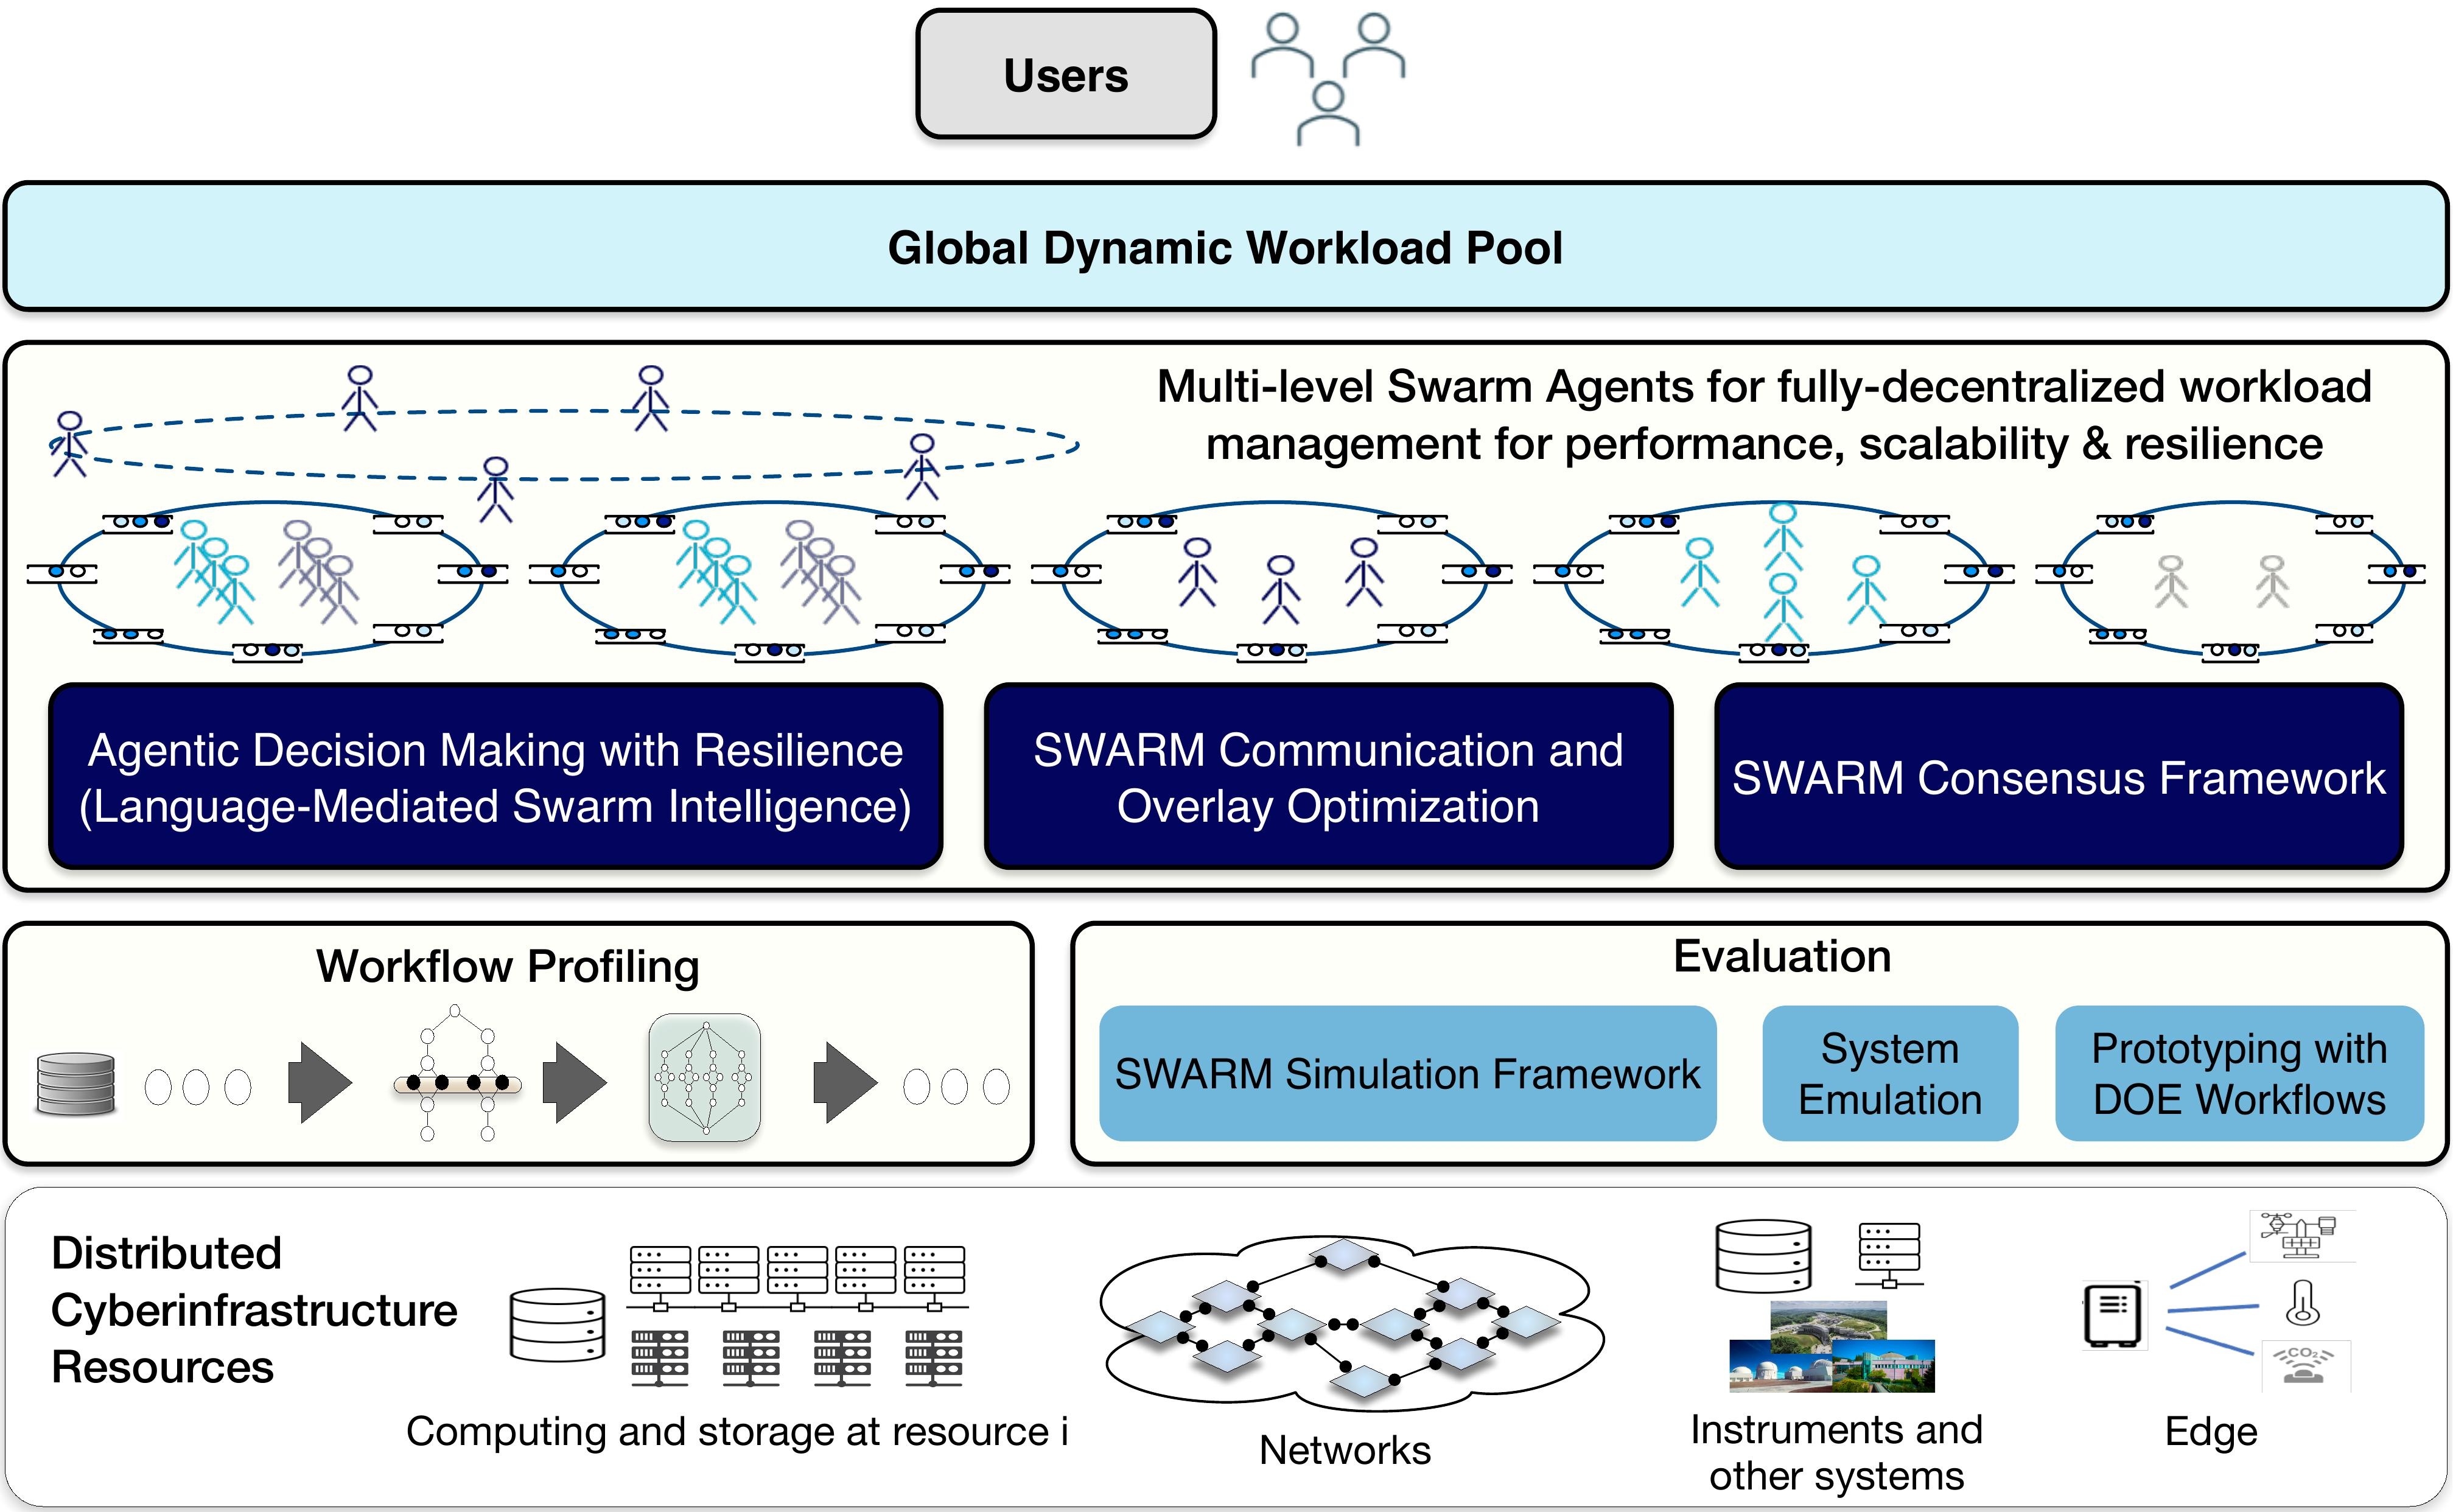 Users
Global Dynamic Workload Pool
Multi-level Swarm Agents for fully-decentralized workload
management for performance, scalability & resilience
Agentic Decision Making with Resilience
(Language-Mediated Swarm Intelligence)
SWARM Communication and
Overlay Optimization
SWARM Consensus Framework
Workflow Profiling
Evaluation
SWARM Simulation Framework
System
Emulation
Prototyping with
DOE Workflows
Distributed
Cyberinfrastructure
Resources
Computing and storage at resource i
Networks
Instruments and
other systems
CO2
Edge